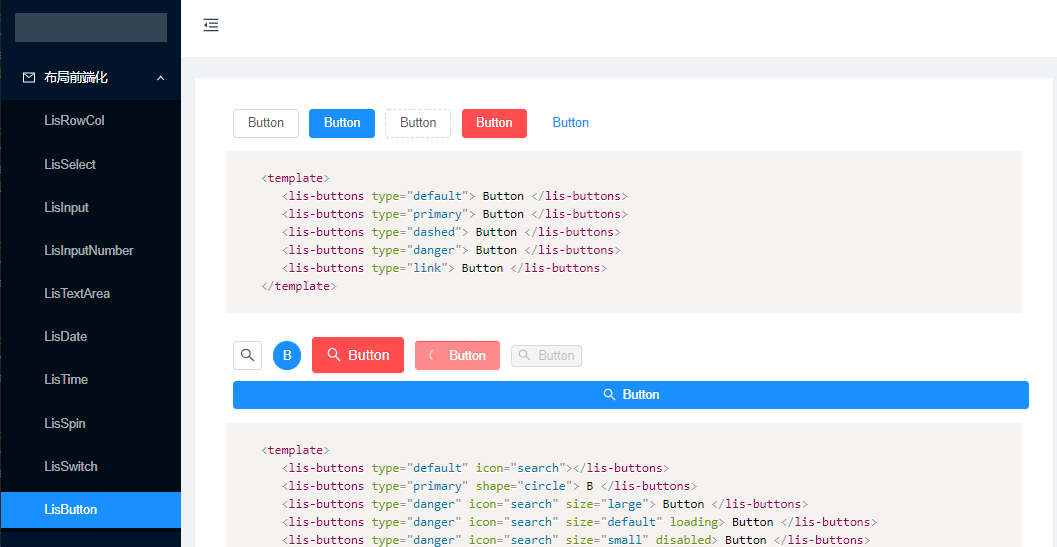 布局前端化
LisRowCol
LisSelect
LisInput
LisInputNumber
LisTextArea
LisDate
LisTime
LisSpin
LisSwitch
LisButton
Button Button Button Button Button
<template>
<lis-buttons type="default"> Button </lis-buttons>
<lis-buttons type="primary"> Button </lis-buttons>
<lis-buttons type="dashed"> Button </lis-buttons>
<lis-buttons type="danger"> Button </lis-buttons>
<lis-buttons type="link"> Button </lis-buttons>
</template>
B Button Button Button
Button
<template>
<lis-buttons type="default" icon="search"></lis-buttons>
<lis-buttons type="primary" shape="circle"> B </lis-buttons>
<lis-buttons type="danger" icon="search" size="large"> Button </lis-buttons>
<lis-buttons type="danger" icon="search" size="default" loading> Button </lis-buttons>
<lis-buttons type="danger" icon="search" size="small" disabled> Button </lis-buttons>